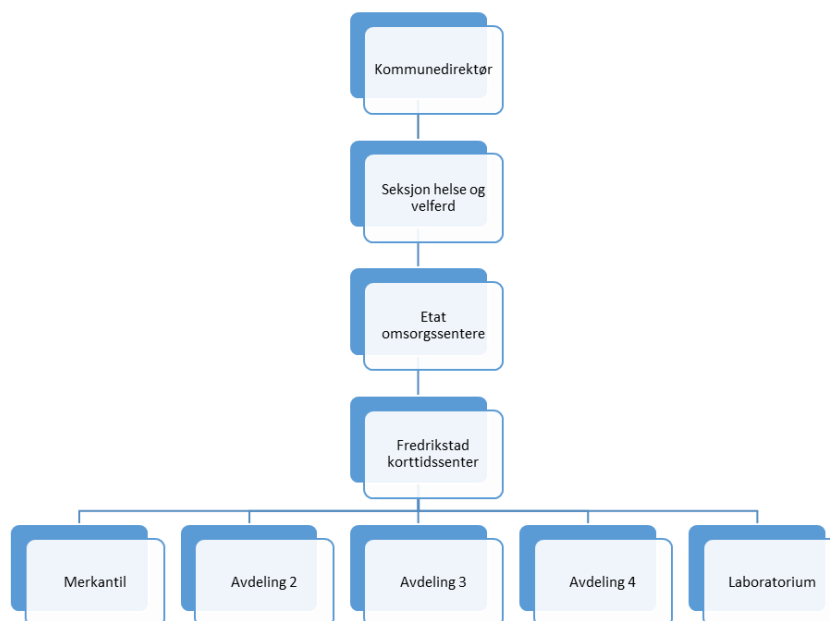 Kommunedirektør
Seksjon helse og
velferd
Etat
omsorgssentere
Fredrikstad
korttidssenter
Merkantil
Avdeling 2
Avdeling 3
Avdeling 4
Laboratorium